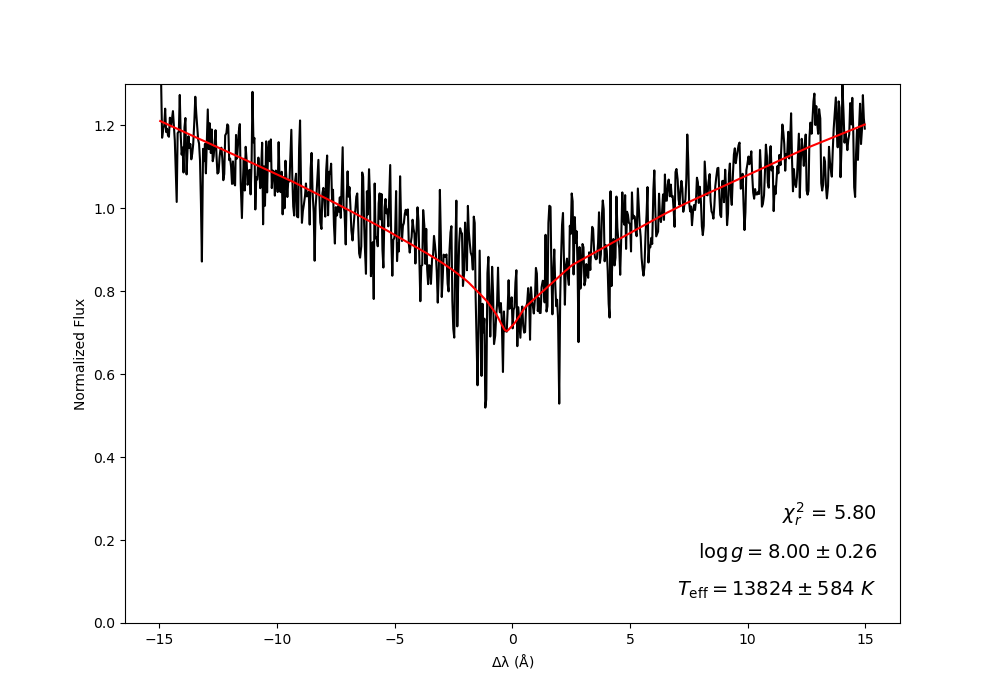 1.2
1.0
0.8
0.6
0.4
0.2
0.0
Normalized Flux
χ²ᵣ = 5.80
log g = 8.00 ± 0.26
T_eff = 13824 ± 584 K
−15 −10 −5 0 5 10 15
Δλ (Å)